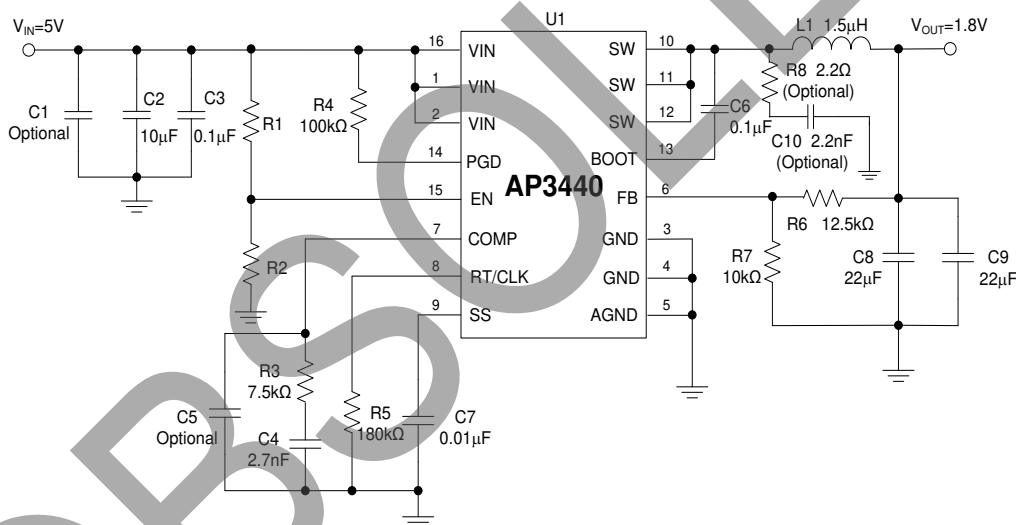 U1
V_IN=5V
L1 1.5µH
V_OUT=1.8V
16 VIN
SW 10
1 VIN
SW 11
2 VIN
SW 12
14 PGD
BOOT 13
15 EN
FB 6
7 COMP
GND 3
8 RT/CLK
GND 4
9 SS
AGND 5
AP3440
C1
Optional
C2
10µF
C3
0.1µF
R1
R4
100kΩ
R2
R8 2.2Ω
(Optional)
C6
0.1µF
C10 2.2nF
(Optional)
R6 12.5kΩ
R7
10kΩ
C8
22µF
C9
22µF
R3
7.5kΩ
C5
Optional
C4
2.7nF
R5
180kΩ
C7
0.01µF